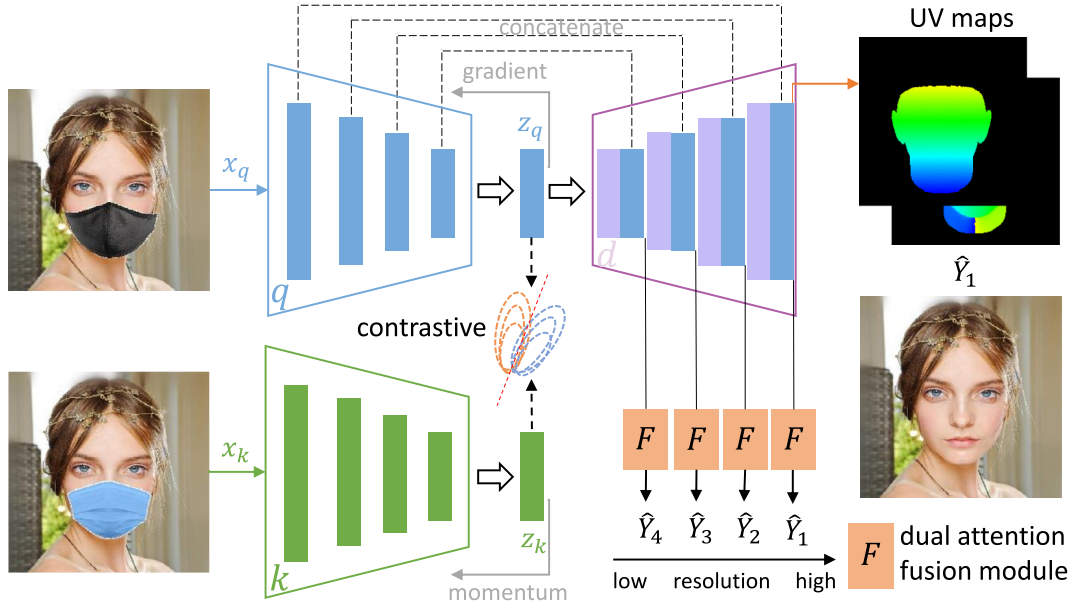 concatenate
UV maps
gradient
x_q
z_q
q
d
Ŷ_1
contrastive
x_k
z_k
k
momentum
F F F F
Ŷ_4 Ŷ_3 Ŷ_2 Ŷ_1
low resolution high
F
dual attention
fusion module